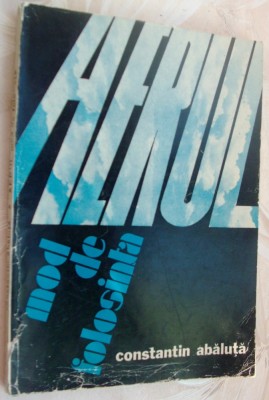 AERUL
mod
de
folosință
constantin abăluță